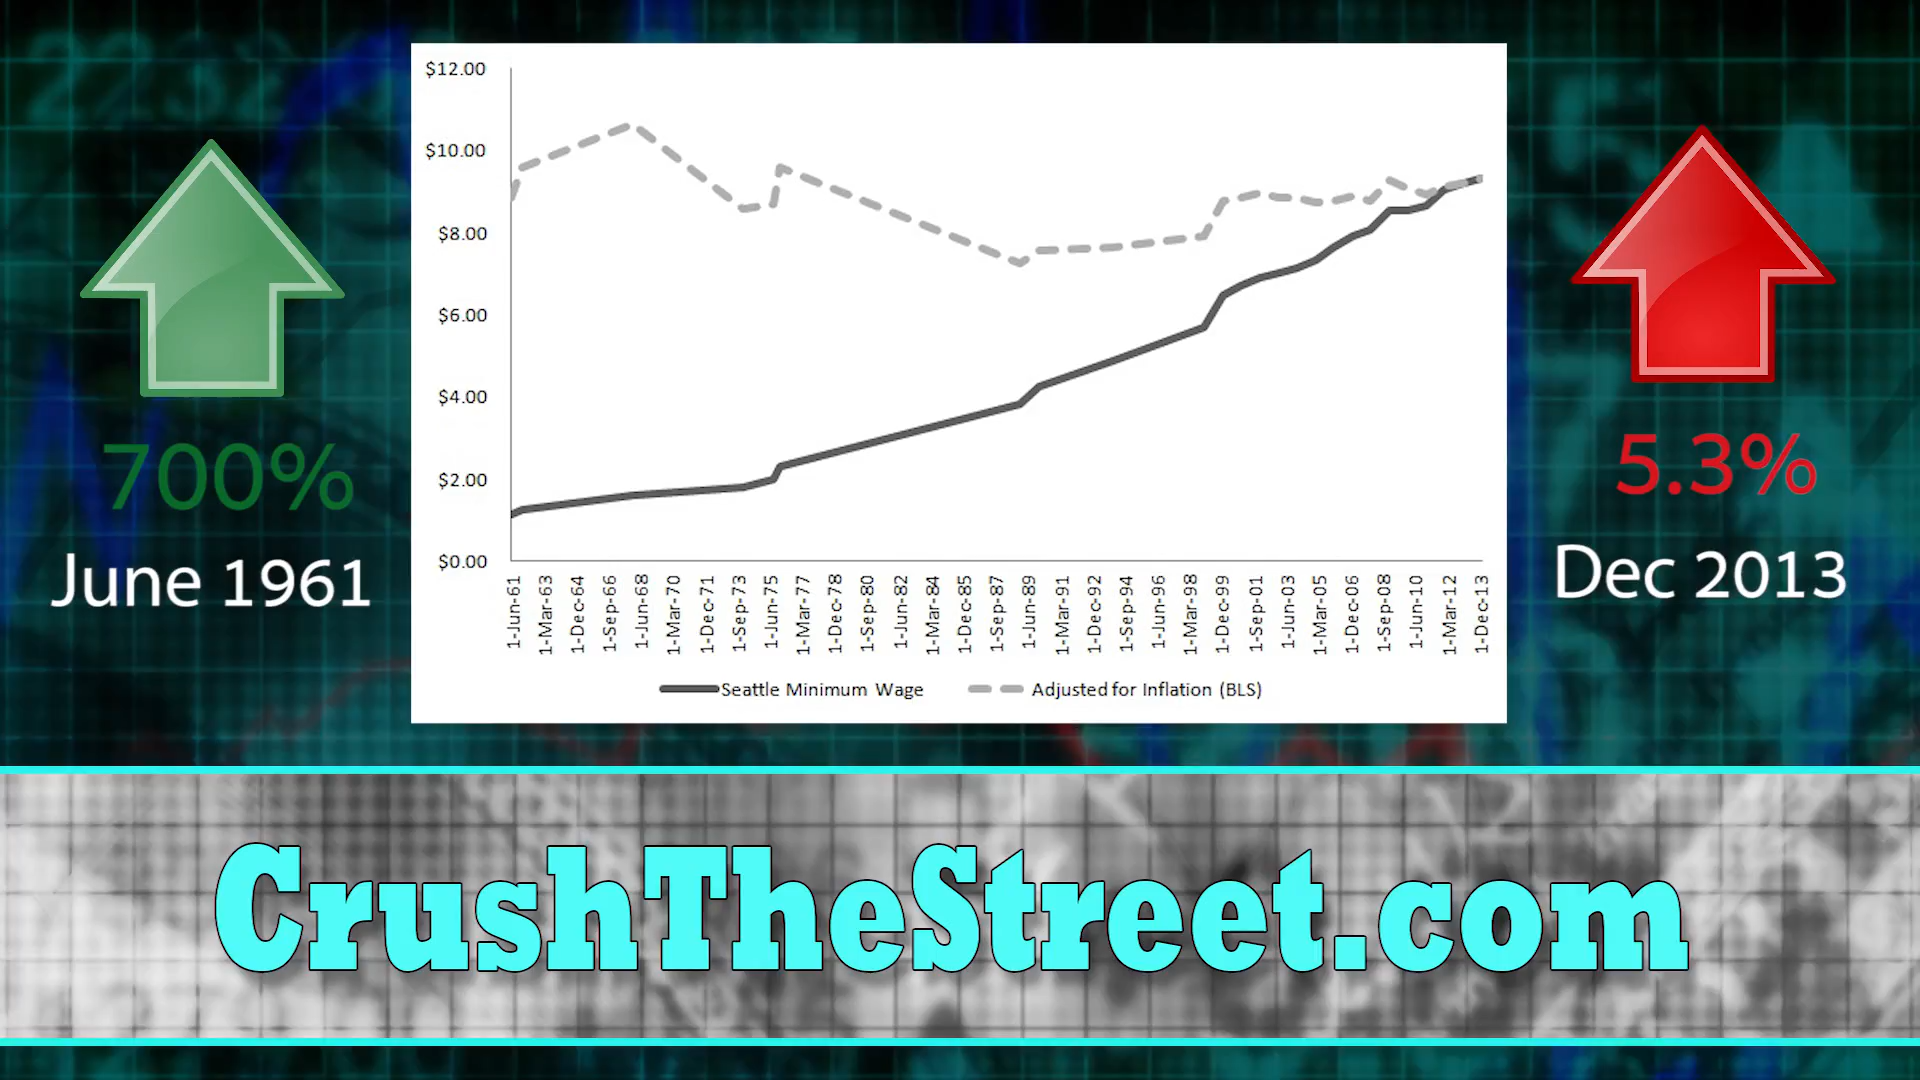 $12.00
$10.00
$8.00
$6.00
$4.00
$2.00
$0.00
1-Jun-61
1-Mar-63
1-Dec-64
1-Sep-66
1-Jun-68
1-Mar-70
1-Dec-71
1-Sep-73
1-Jun-75
1-Mar-77
1-Dec-78
1-Sep-80
1-Jun-82
1-Mar-84
1-Dec-85
1-Sep-87
1-Jun-89
1-Mar-91
1-Dec-92
1-Sep-94
1-Jun-96
1-Mar-98
1-Dec-99
1-Sep-01
1-Jun-03
1-Mar-05
1-Dec-06
1-Sep-08
1-Jun-10
1-Mar-12
1-Dec-13
Seattle Minimum Wage
Adjusted for Inflation (BLS)
700%
June 1961
5.3%
Dec 2013
CrushTheStreet.com